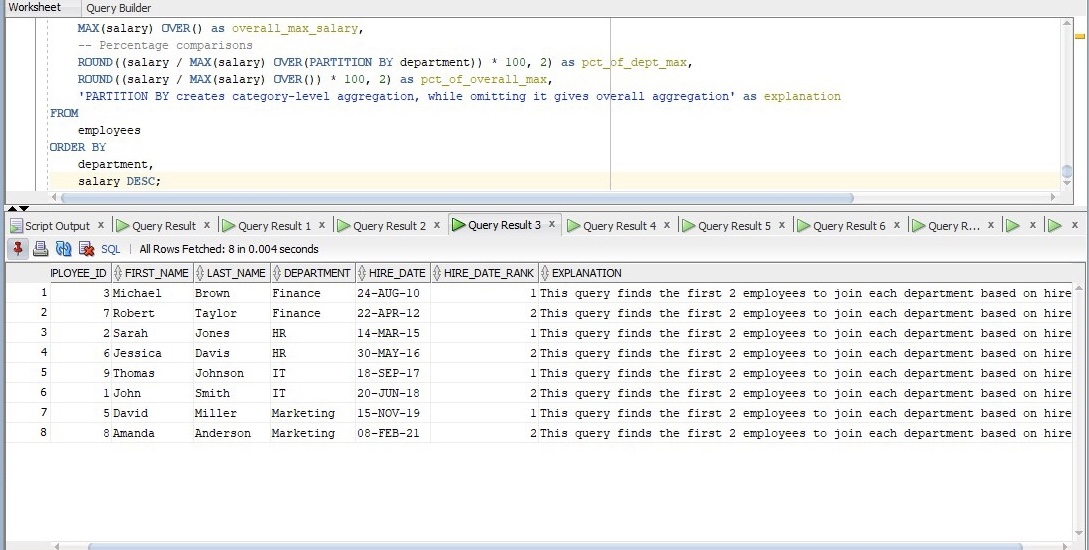 Worksheet Query Builder
MAX(salary) OVER() as overall_max_salary,
-- Percentage comparisons
ROUND((salary / MAX(salary) OVER(PARTITION BY department)) * 100, 2) as pct_of_dept_max,
ROUND((salary / MAX(salary) OVER()) * 100, 2) as pct_of_overall_max,
'PARTITION BY creates category-level aggregation, while omitting it gives overall aggregation' as explanation
FROM
employees
ORDER BY
department,
salary DESC;
Script Output x Query Result x Query Result 1 x Query Result 2 x Query Result 3 x Query Result 4 x Query Result 5 x Query Result 6 x Query R... x x x
SQL | All Rows Fetched: 8 in 0.004 seconds
PLOYEE_ID FIRST_NAME LAST_NAME DEPARTMENT HIRE_DATE HIRE_DATE_RANK EXPLANATION
1 3 Michael Brown Finance 24-AUG-10 1 This query finds the first 2 employees to join each department based on hire
2 7 Robert Taylor Finance 22-APR-12 2 This query finds the first 2 employees to join each department based on hire
3 2 Sarah Jones HR 14-MAR-15 1 This query finds the first 2 employees to join each department based on hire
4 6 Jessica Davis HR 30-MAY-16 2 This query finds the first 2 employees to join each department based on hire
5 9 Thomas Johnson IT 18-SEP-17 1 This query finds the first 2 employees to join each department based on hire
6 1 John Smith IT 20-JUN-18 2 This query finds the first 2 employees to join each department based on hire
7 5 David Miller Marketing 15-NOV-19 1 This query finds the first 2 employees to join each department based on hire
8 8 Amanda Anderson Marketing 08-FEB-21 2 This query finds the first 2 employees to join each department based on hire